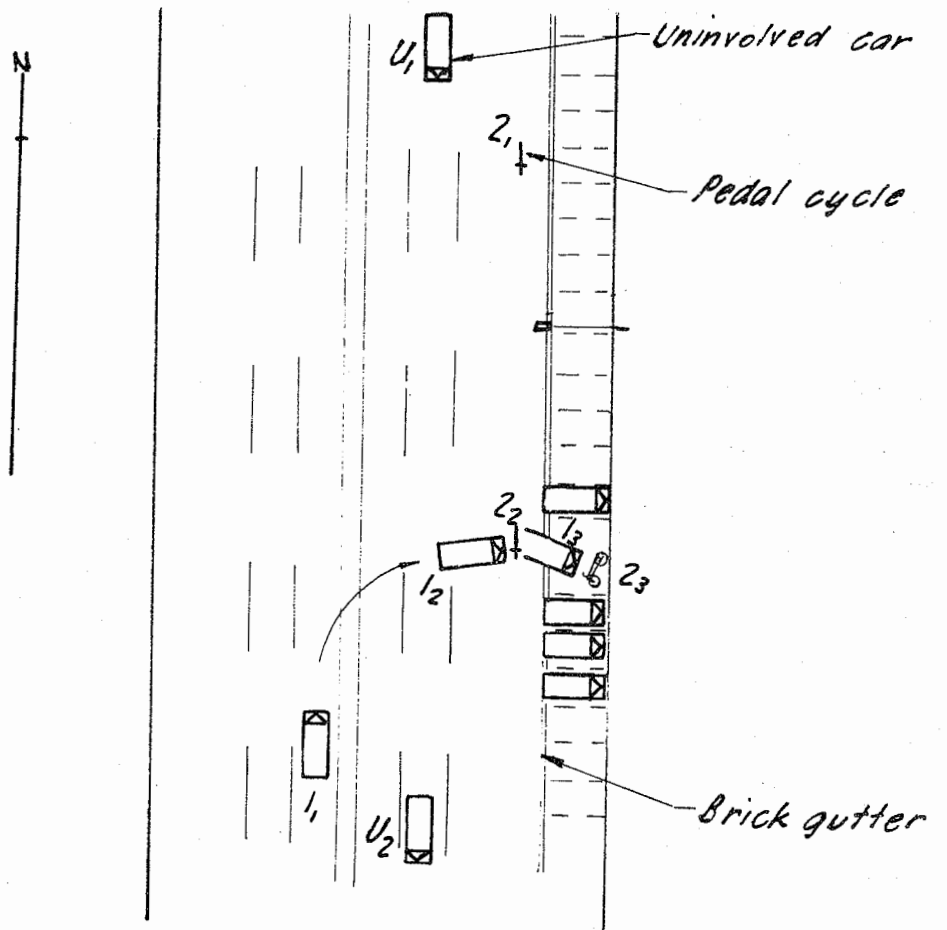 Uninvolved car
N
U₁
2₁
Pedal cycle
2₂
1₃
2₃
1₂
1₁
U₂
Brick gutter